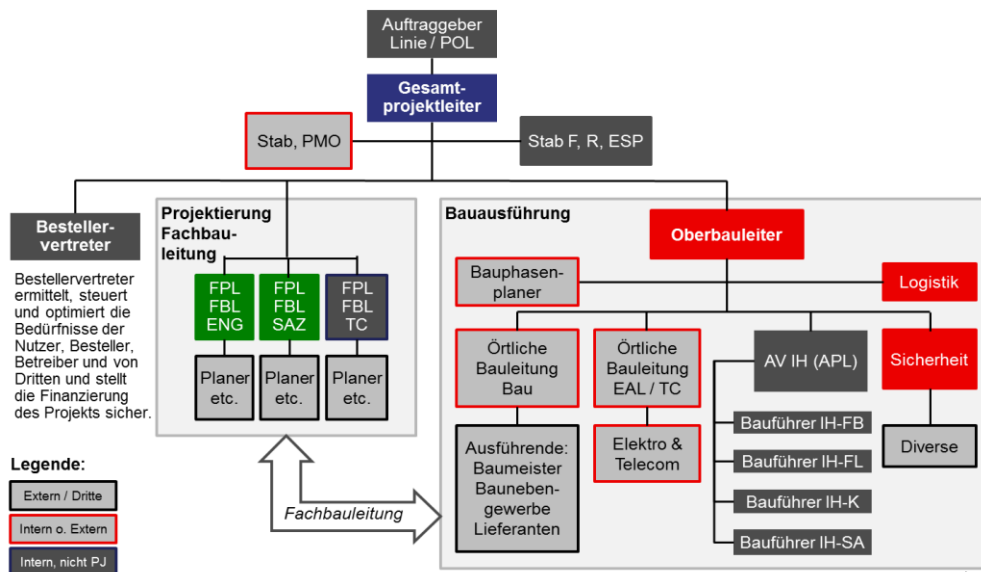 Auftraggeber
Linie / POL
Gesamt-
projektleiter
Stab, PMO
Stab F, R, ESP
Besteller-
vertreter
Bestellervertreter
ermittelt, steuert
und optimiert die
Bedürfnisse der
Nutzer, Besteller,
Betreiber und von
Dritten und stellt
die Finanzierung
des Projekts sicher.
Projektierung
Fachbau-
leitung
FPL
FBL
ENG
FPL
FBL
SAZ
FPL
FBL
TC
Planer
etc.
Planer
etc.
Planer
etc.
Bauausführung
Oberbauleiter
Bauphasen-
planer
Logistik
Örtliche
Bauleitung
Bau
Örtliche
Bauleitung
EAL / TC
AV IH (APL)
Sicherheit
Ausführende:
Baumeister
Bauneben-
gewerbe
Lieferanten
Elektro &
Telecom
Bauführer IH-FB
Bauführer IH-FL
Bauführer IH-K
Bauführer IH-SA
Diverse
Fachbauleitung
Legende:
Extern / Dritte
Intern o. Extern
Intern, nicht PJ